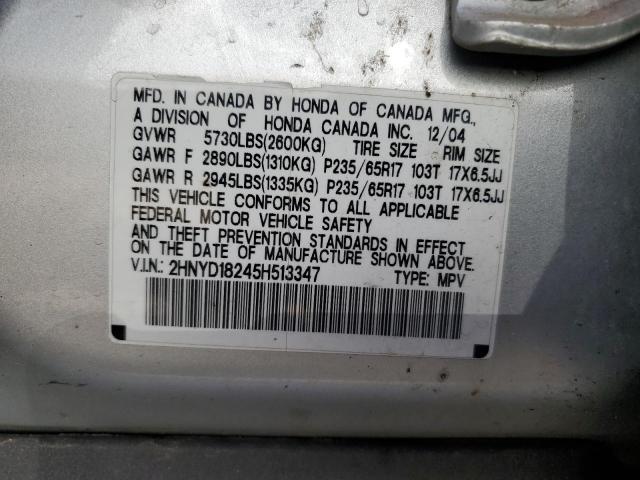 MFD. IN CANADA BY HONDA OF CANADA MFG.,
A DIVISION OF HONDA CANADA INC. 12/04
GVWR 5730LBS(2600KG) TIRE SIZE RIM SIZE
GAWR F 2890LBS(1310KG) P235/65R17 103T 17X6.5JJ
GAWR R 2945LBS(1335KG) P235/65R17 103T 17X6.5JJ
THIS VEHICLE CONFORMS TO ALL APPLICABLE
FEDERAL MOTOR VEHICLE SAFETY
AND THEFT PREVENTION STANDARDS IN EFFECT
ON THE DATE OF MANUFACTURE SHOWN ABOVE.
V.I.N.: 2HNYD18245H513347 TYPE: MPV